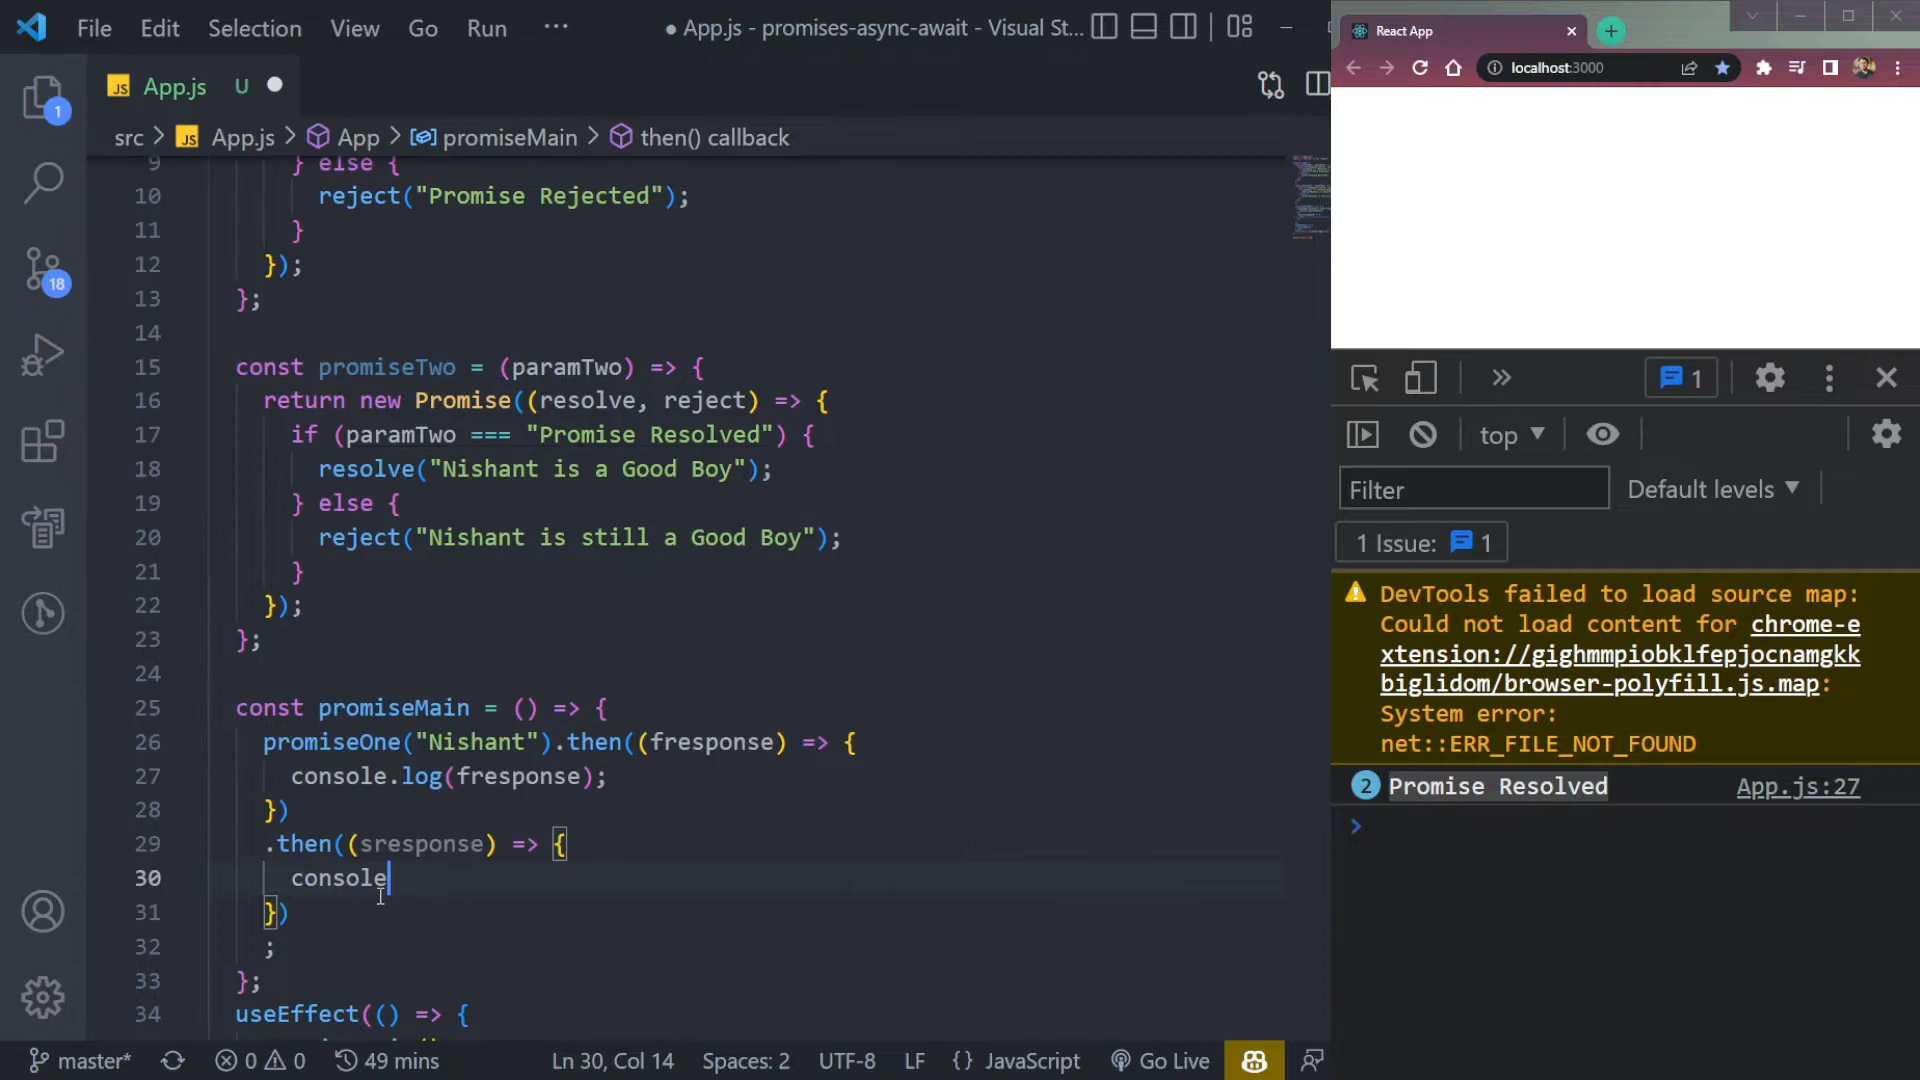 File Edit Selection View Go Run ··· ● App.js - promises-async-await - Visual St...
JS App.js U ●
src > JS App.js > App > promiseMain > then() callback
9 } else {
10 reject("Promise Rejected");
11 }
12 });
13 };
14
15 const promiseTwo = (paramTwo) => {
16 return new Promise((resolve, reject) => {
17 if (paramTwo === "Promise Resolved") {
18 resolve("Nishant is a Good Boy");
19 } else {
20 reject("Nishant is still a Good Boy");
21 }
22 });
23 };
24
25 const promiseMain = () => {
26 promiseOne("Nishant").then((fresponse) => {
27 console.log(fresponse);
28 })
29 .then((sresponse) => {
30 console
31 })
32 ;
33 };
34 useEffect(() => {
1
18
master* 0 0 49 mins Ln 30, Col 14 Spaces: 2 UTF-8 LF {} JavaScript Go Live
React App
localhost:3000
1
top
Filter Default levels
1 Issue: 1
DevTools failed to load source map:
Could not load content for chrome-e
xtension://gighmmpiobklfepjocnamgkk
biglidom/browser-polyfill.js.map:
System error:
net::ERR_FILE_NOT_FOUND
2 Promise Resolved App.js:27